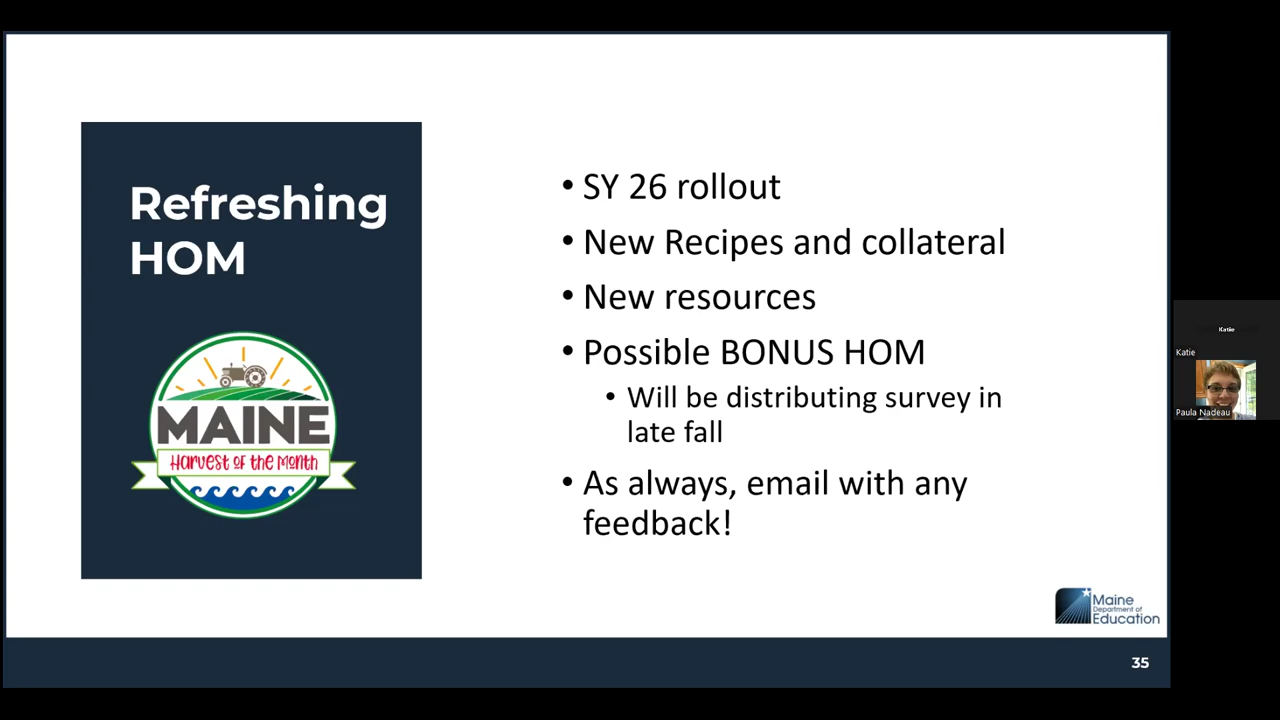 Refreshing
HOM
MAINE
Harvest of the Month
• SY 26 rollout
• New Recipes and collateral
• New resources
• Possible BONUS HOM
• Will be distributing survey in
late fall
• As always, email with any
feedback!
Maine
Department of
Education
35
Katie
Katie
Paula Nadeau